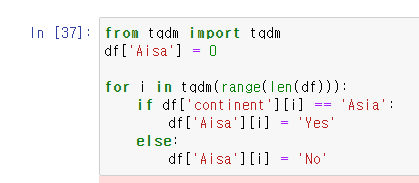 In [37]: from tqdm import tqdm
df['Aisa'] = 0
for i in tqdm(range(len(df))):
    if df['continent'][i] == 'Asia':
        df['Aisa'][i] = 'Yes'
    else:
        df['Aisa'][i] = 'No'